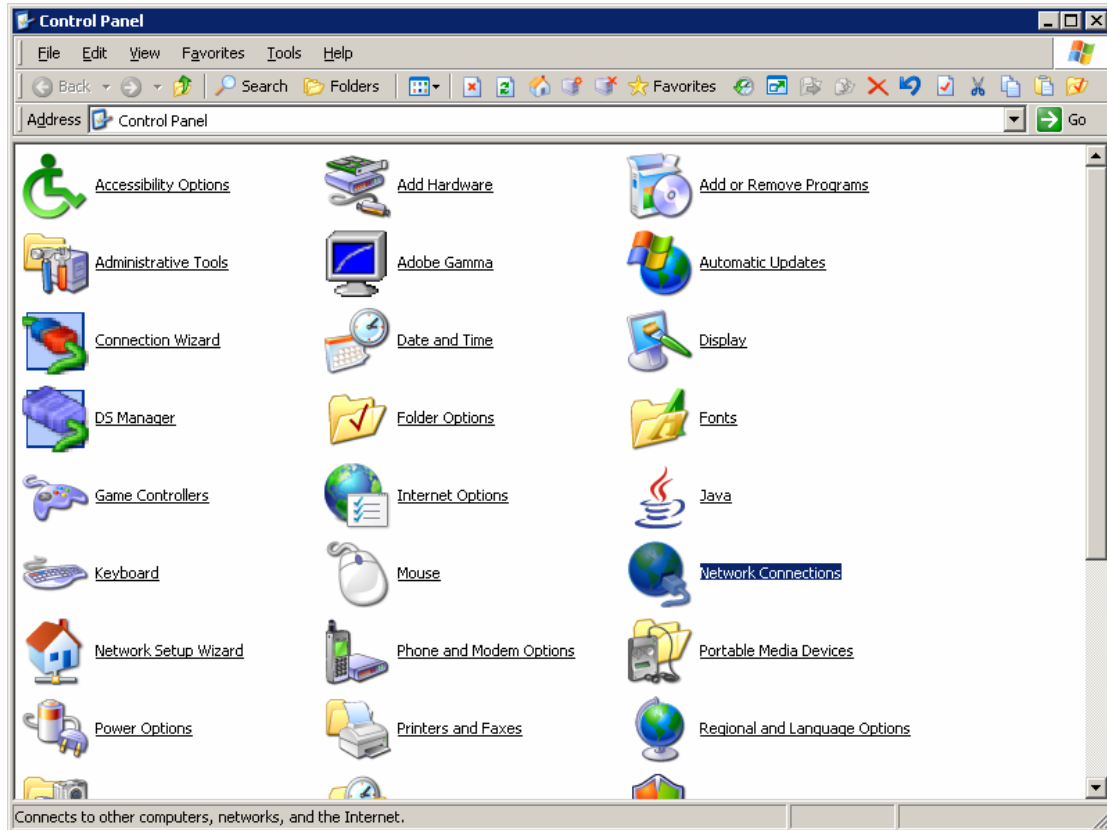 Control Panel
File Edit View Favorites Tools Help
Back Search Folders Favorites
Address Control Panel Go
Accessibility Options Add Hardware Add or Remove Programs
Administrative Tools Adobe Gamma Automatic Updates
Connection Wizard Date and Time Display
DS Manager Folder Options Fonts
Game Controllers Internet Options Java
Keyboard Mouse Network Connections
Network Setup Wizard Phone and Modem Options Portable Media Devices
Power Options Printers and Faxes Regional and Language Options
Connects to other computers, networks, and the Internet.